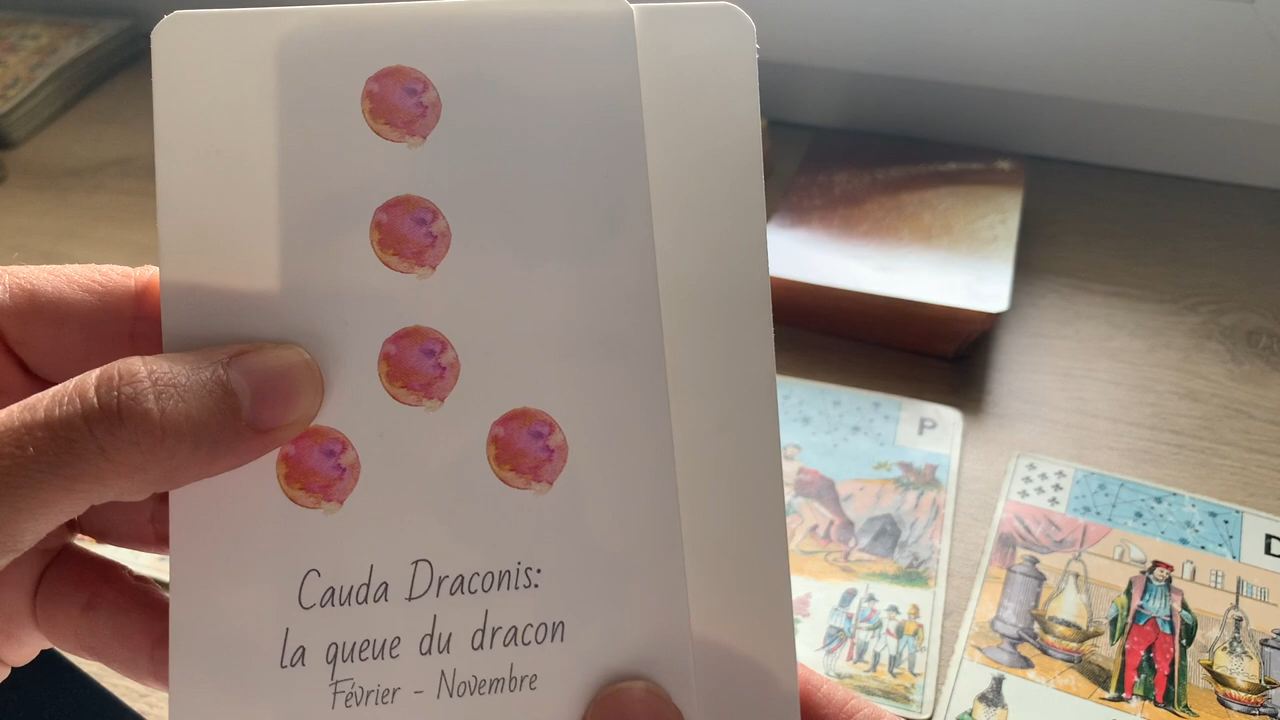 Cauda Draconis:
la queue du dracon
Février - Novembre
P
D